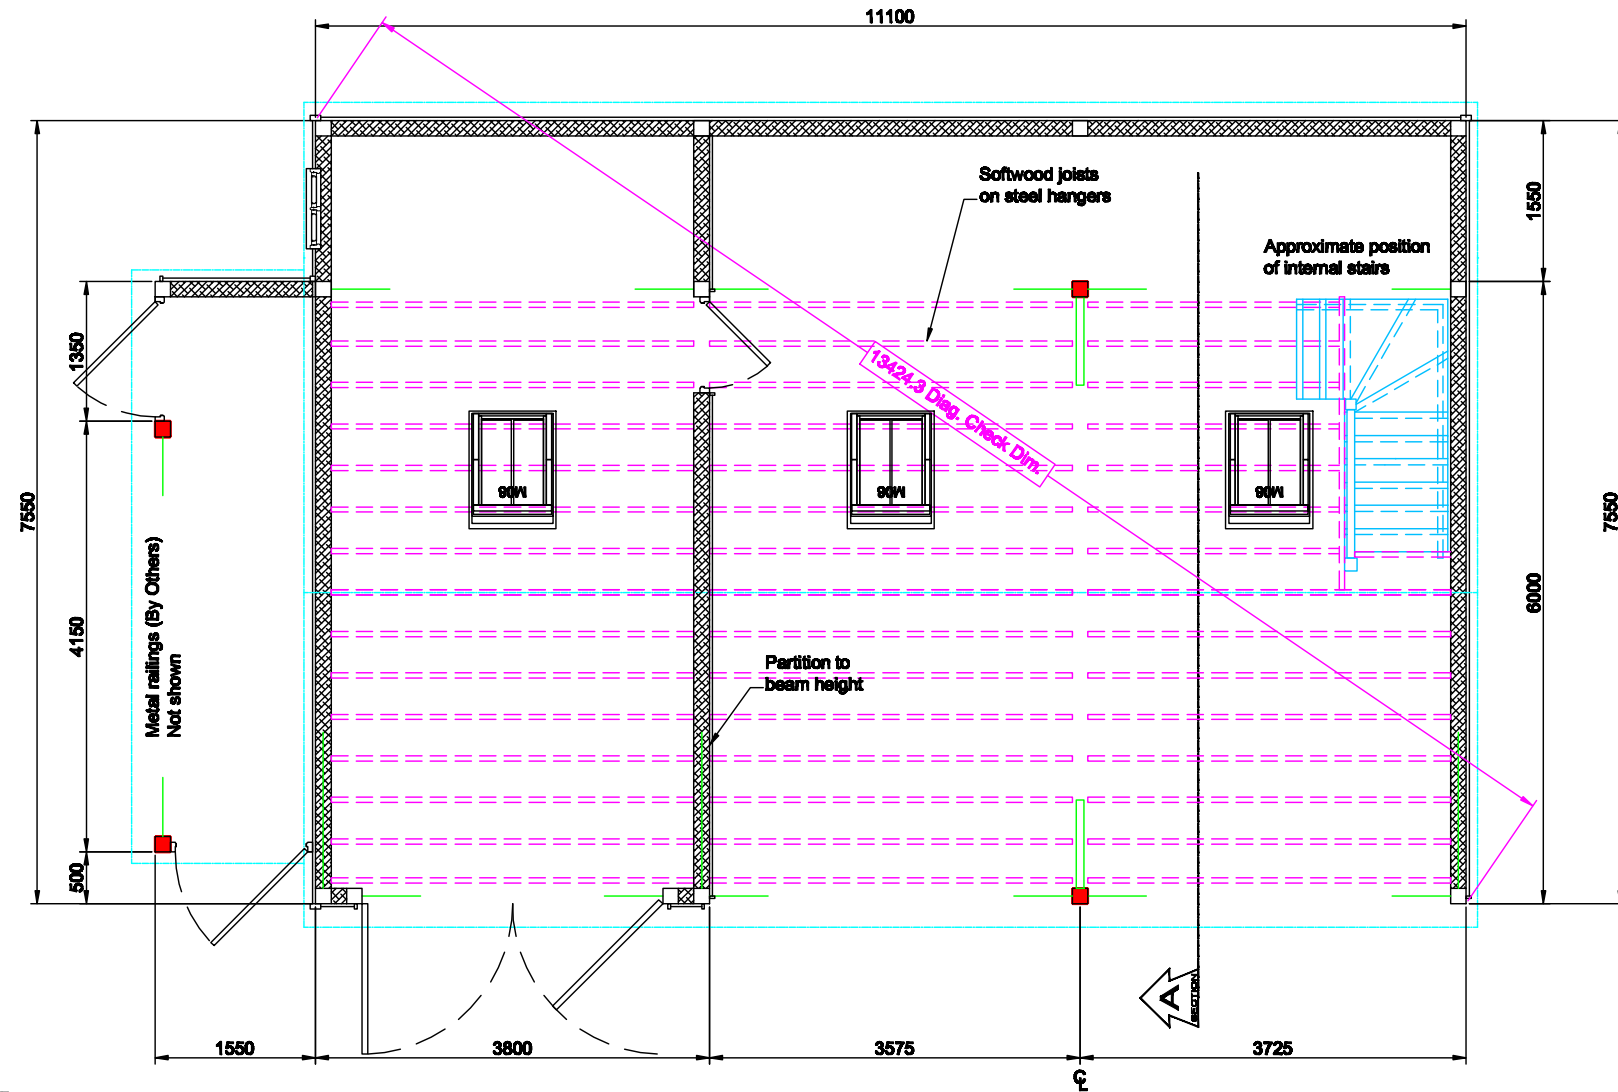 11100
Softwood joists
on steel hangers
Approximate position
of internal stairs
1550
1350
13424.3 Diag. Check Dim.
M06
M06
M06
7550
7550
4150
Metal railings (By Others)
Not shown
6000
Partition to
beam height
500
A
SECTION
1550
3800
3575
3725
CL